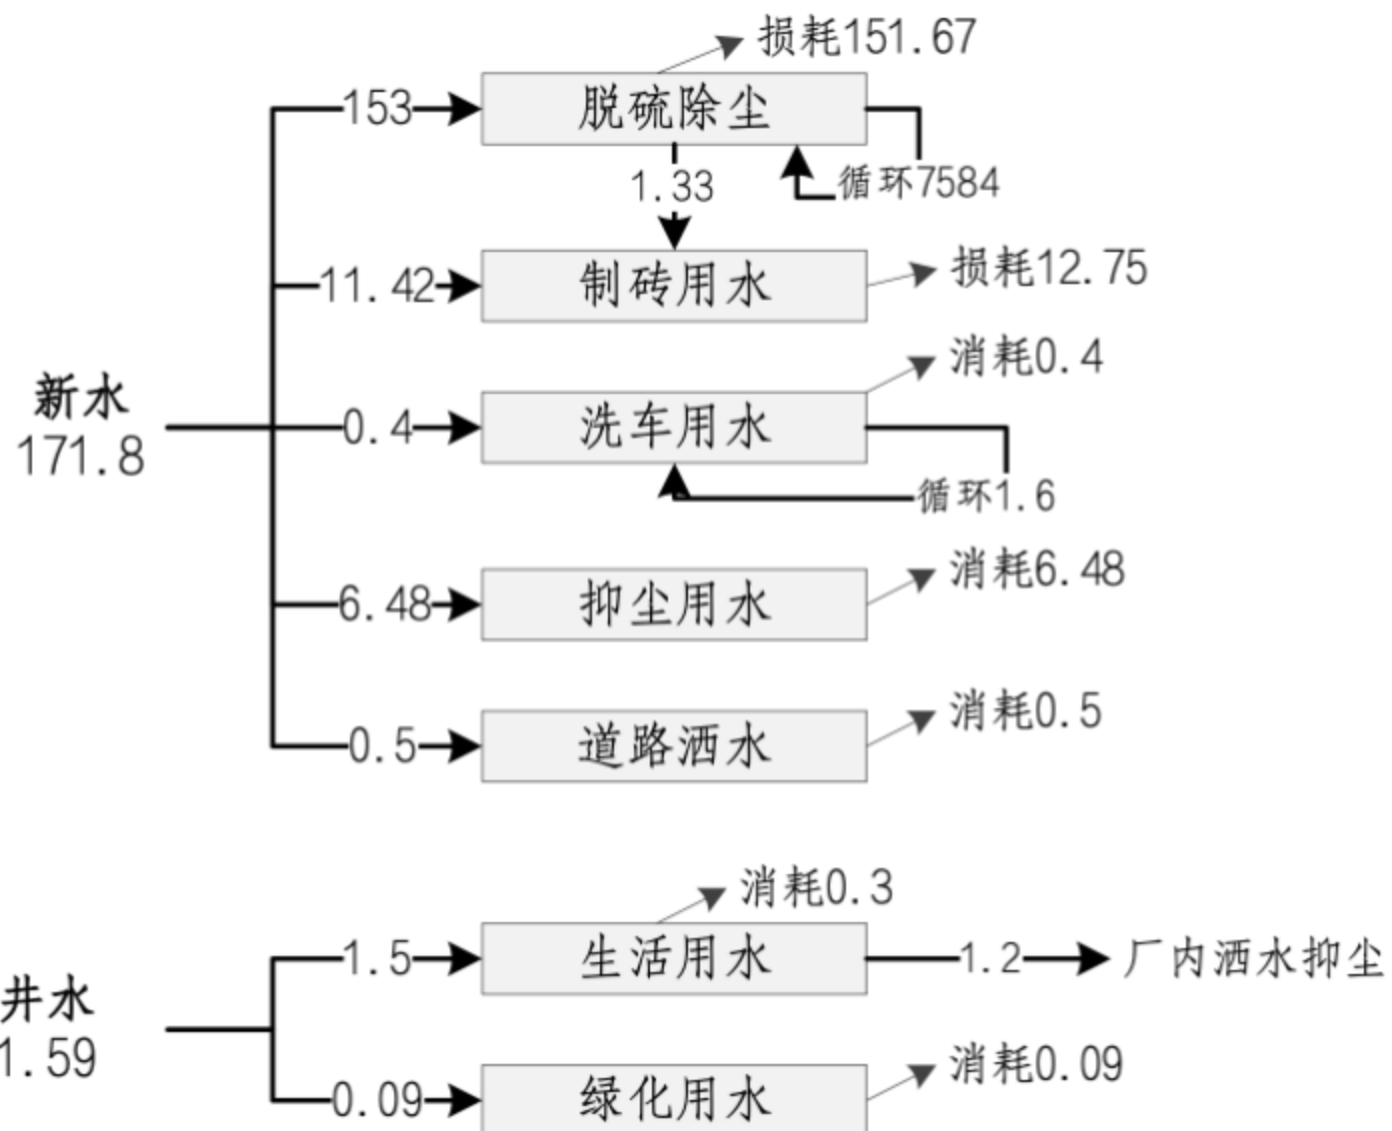 损耗151.67
153
脱硫除尘
1.33
循环7584
11.42
制砖用水
损耗12.75
消耗0.4
新水
171.8
0.4
洗车用水
循环1.6
消耗6.48
6.48
抑尘用水
消耗0.5
0.5
道路洒水
消耗0.3
1.5
生活用水
1.2
厂内洒水抑尘
井水
1.59
消耗0.09
0.09
绿化用水